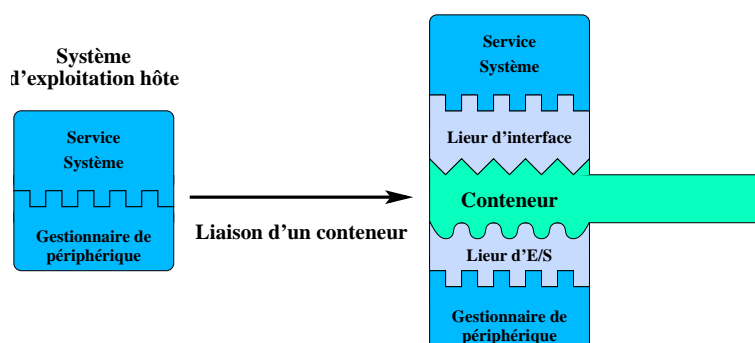 Système
d’exploitation hôte
Service
Système
Gestionnaire de
périphérique
Liaison d’un conteneur
Service
Système
Lieur d’interface
Conteneur
Lieur d’E/S
Gestionnaire de
périphérique